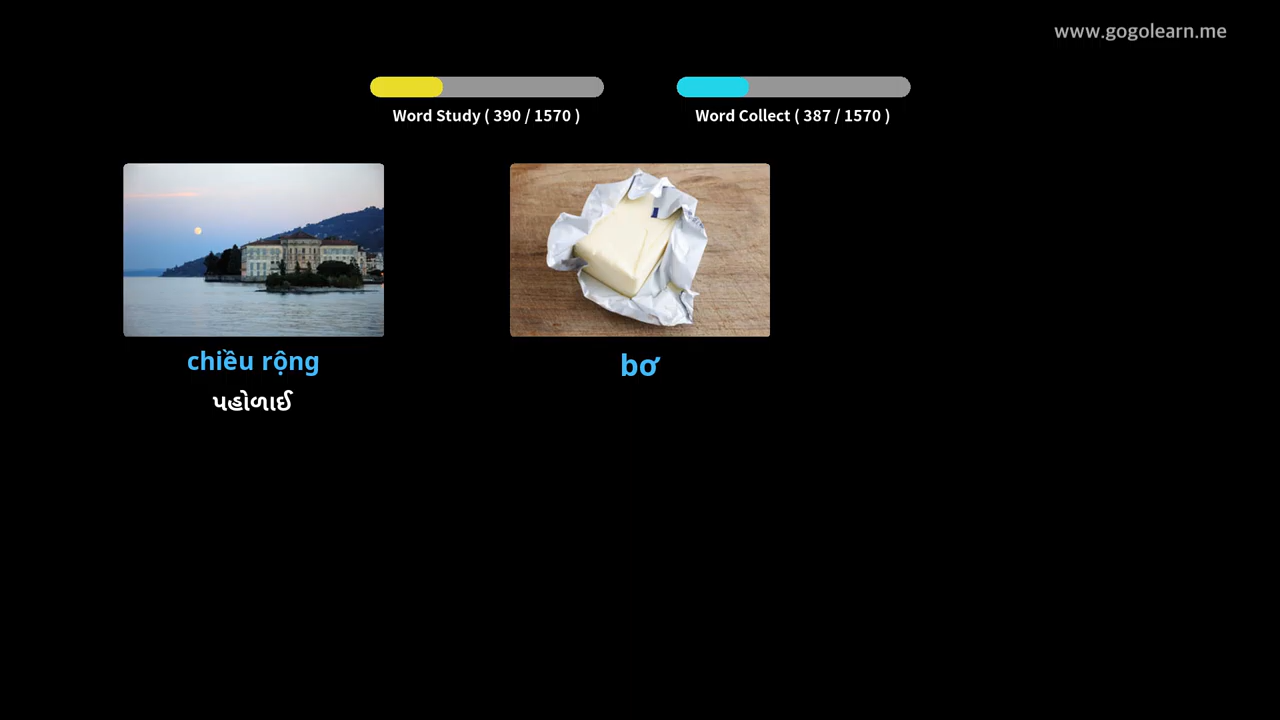 www.gogolearn.me
Word Study ( 390 / 1570 )
Word Collect ( 387 / 1570 )
chiều rộng
પહોળાઈ
bơ